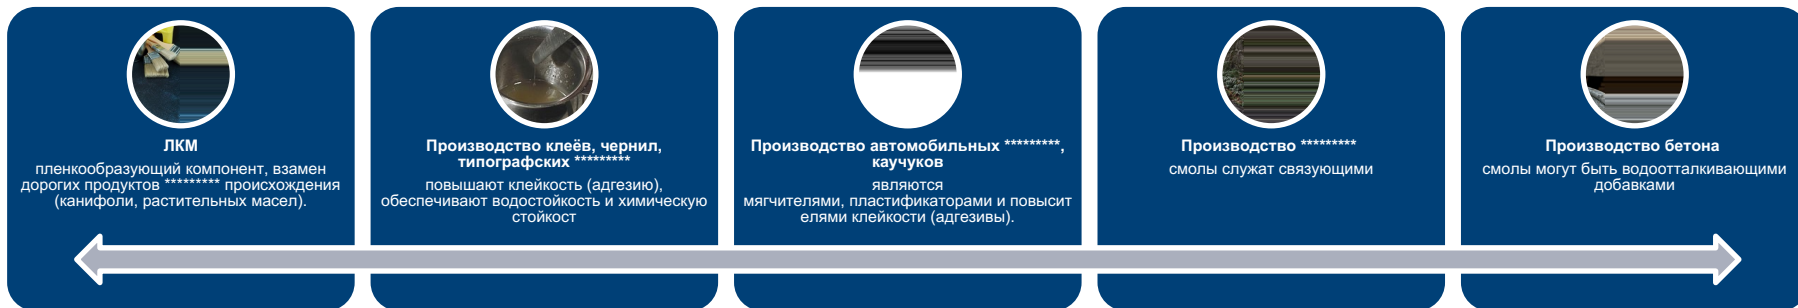 ЛКМ
пленкообразующий компонент, взамен
дорогих продуктов ********* происхождения
(канифоли, растительных масел).
Производство клеёв, чернил,
типографских *********
повышают клейкость (адгезию),
обеспечивают водостойкость и химическую
стойкост
Производство автомобильных *********,
каучуков
являются
мягчителями, пластификаторами и повысит
елями клейкости (адгезивы).
Производство *********
смолы служат связующими
Производство бетона
смолы могут быть водоотталкивающими
добавками